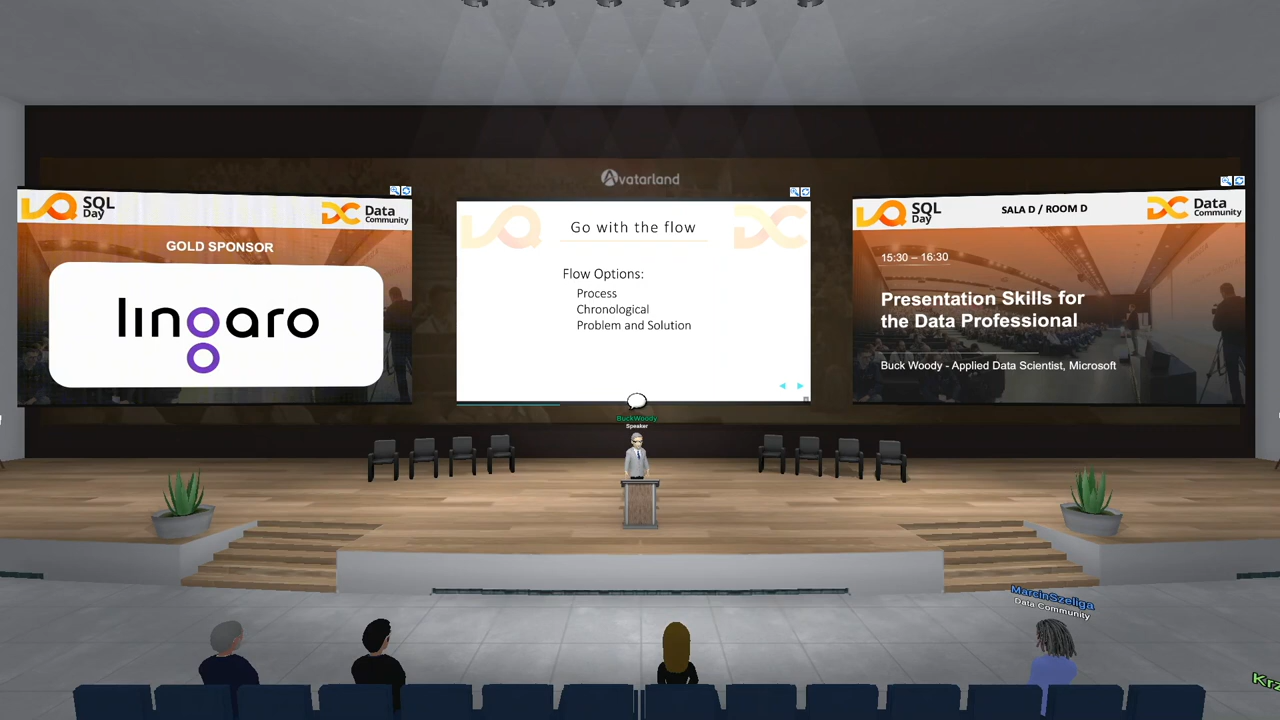 Avatarland
SQL
Day
Data
Community
GOLD SPONSOR
lingaro
Go with the flow
Flow Options:
Process
Chronological
Problem and Solution
SQL
Day
SALA D / ROOM D
Data
Community
15:30 – 16:30
Presentation Skills for
the Data Professional
Buck Woody - Applied Data Scientist, Microsoft
BuckWoody
Speaker
MarcinSzeliga
Data Community